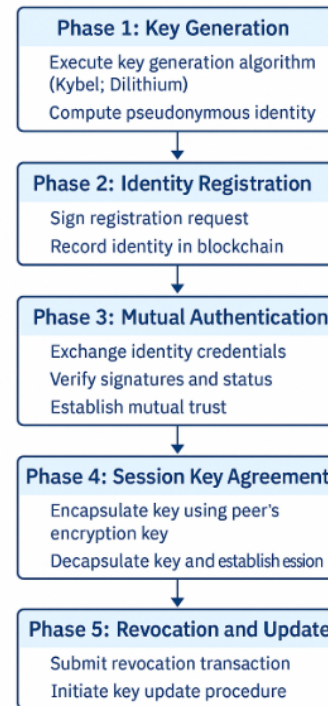 Phase 1: Key Generation
Execute key generation algorithm
(Kybel; Dilithium)
Compute pseudonymous identity
Phase 2: Identity Registration
Sign registration request
Record identity in blockchain
Phase 3: Mutual Authentication
Exchange identity credentials
Verify signatures and status
Establish mutual trust
Phase 4: Session Key Agreement
Encapsulate key using peer's
encryption key
Decapsulate key and establish ession
Phase 5: Revocation and Update
Submit revocation transaction
Initiate key update procedure